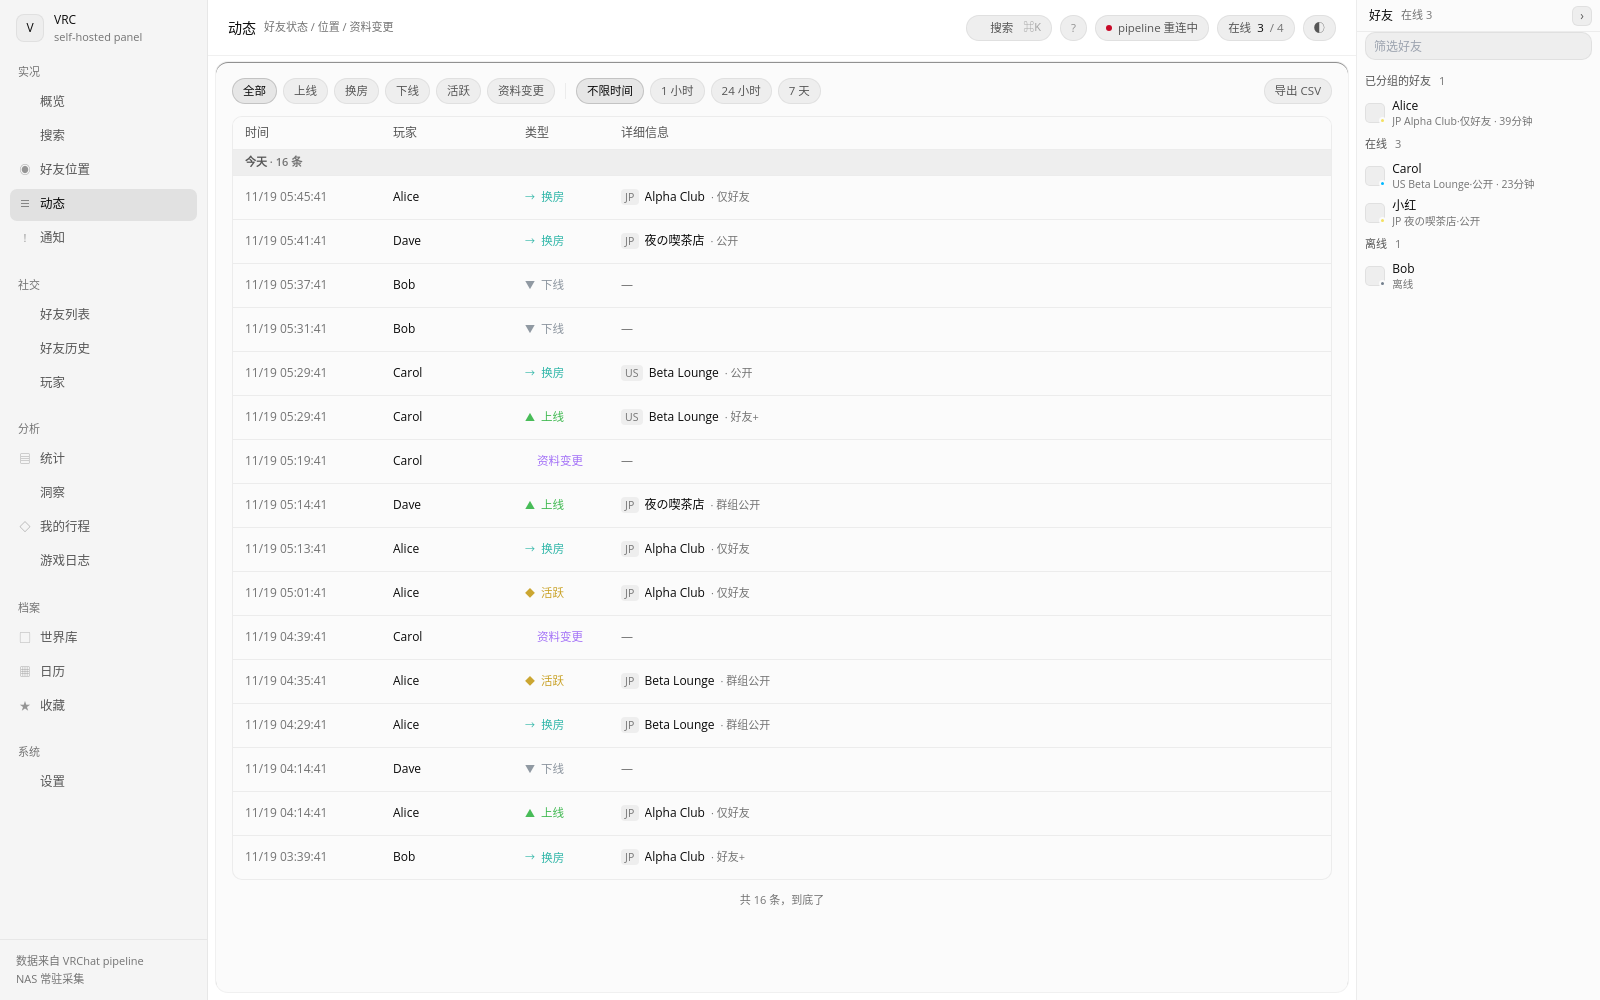 V
VRC
self-hosted panel
实况
概览
搜索
好友位置
动态
通知
社交
好友列表
好友历史
玩家
分析
统计
洞察
我的行程
游戏日志
档案
世界库
日历
收藏
系统
设置
数据来自 VRChat pipeline
NAS 常驻采集
动态 好友状态 / 位置 / 资料变更
搜索 ⌘K ? pipeline 重连中 在线 3 / 4
全部 上线 换房 下线 活跃 资料变更 不限时间 1 小时 24 小时 7 天 导出 CSV
时间 玩家 类型 详细信息
今天 · 16 条
11/19 05:45:41 Alice → 换房 JP Alpha Club · 仅好友
11/19 05:41:41 Dave → 换房 JP 夜の喫茶店 · 公开
11/19 05:37:41 Bob ▼ 下线 —
11/19 05:31:41 Bob ▼ 下线 —
11/19 05:29:41 Carol → 换房 US Beta Lounge · 公开
11/19 05:29:41 Carol ▲ 上线 US Beta Lounge · 好友+
11/19 05:19:41 Carol 资料变更 —
11/19 05:14:41 Dave ▲ 上线 JP 夜の喫茶店 · 群组公开
11/19 05:13:41 Alice → 换房 JP Alpha Club · 仅好友
11/19 05:01:41 Alice ◆ 活跃 JP Alpha Club · 仅好友
11/19 04:39:41 Carol 资料变更 —
11/19 04:35:41 Alice ◆ 活跃 JP Beta Lounge · 群组公开
11/19 04:29:41 Alice → 换房 JP Beta Lounge · 群组公开
11/19 04:14:41 Dave ▼ 下线 —
11/19 04:14:41 Alice ▲ 上线 JP Alpha Club · 仅好友
11/19 03:39:41 Bob → 换房 JP Alpha Club · 好友+
共 16 条，到底了
好友 在线 3 ›
筛选好友
已分组的好友 1
Alice
JP Alpha Club·仅好友 · 39分钟
在线 3
Carol
US Beta Lounge·公开 · 23分钟
小红
JP 夜の喫茶店·公开
离线 1
Bob
离线